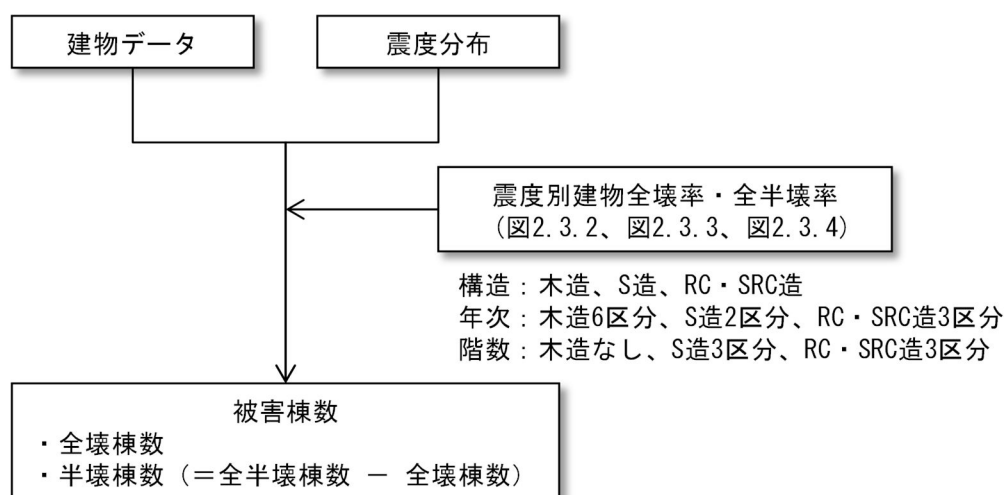 建物データ
震度分布
震度別建物全壊率・全半壊率
(図2.3.2、図2.3.3、図2.3.4)
構造：木造、S造、RC・SRC造
年次：木造6区分、S造2区分、RC・SRC造3区分
階数：木造なし、S造3区分、RC・SRC造3区分
被害棟数
・全壊棟数
・半壊棟数（＝全半壊棟数 － 全壊棟数）